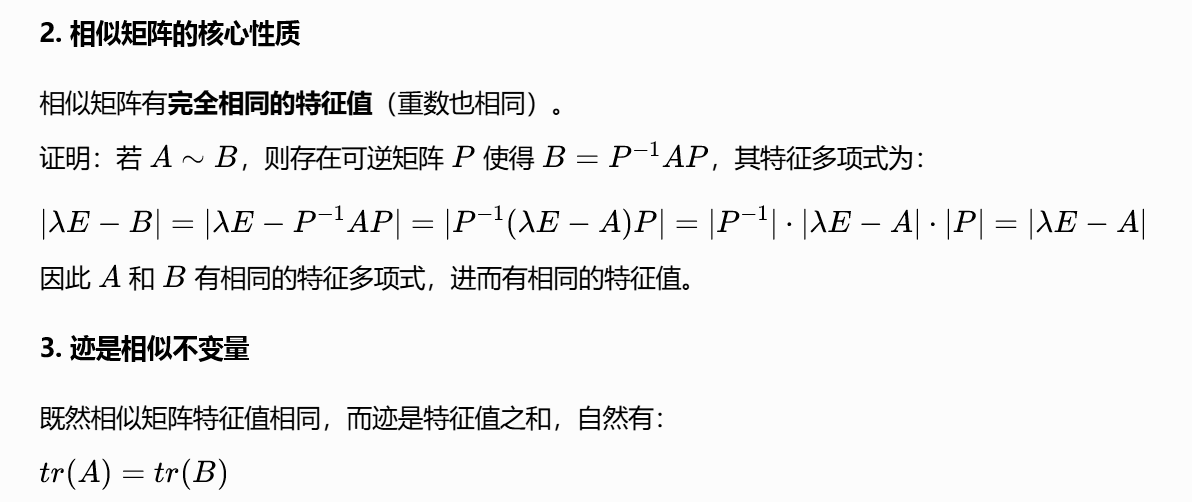 2. 相似矩阵的核心性质
相似矩阵有完全相同的特征值（重数也相同）。
证明：若 A ∼ B，则存在可逆矩阵 P 使得 B = P⁻¹AP，其特征多项式为：
|λE − B| = |λE − P⁻¹AP| = |P⁻¹(λE − A)P| = |P⁻¹| · |λE − A| · |P| = |λE − A|
因此 A 和 B 有相同的特征多项式，进而有相同的特征值。
3. 迹是相似不变量
既然相似矩阵特征值相同，而迹是特征值之和，自然有：
tr(A) = tr(B)